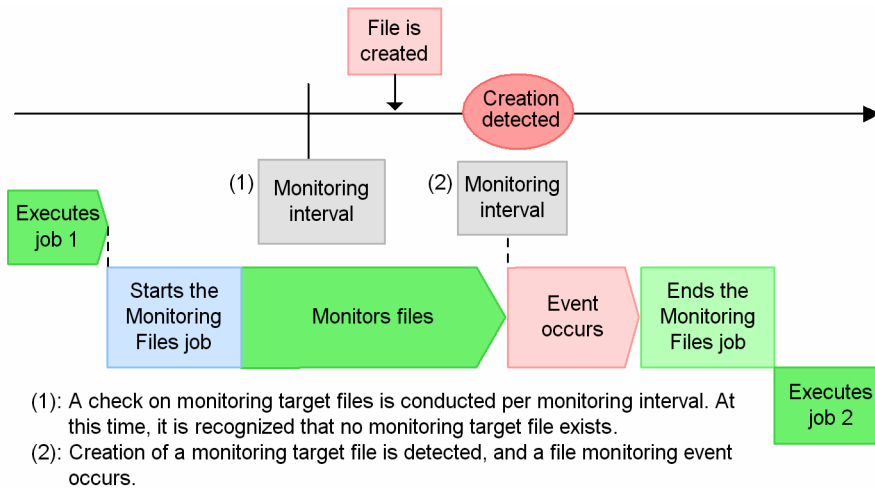 File is
created
Creation
detected
(1)
Monitoring
interval
(2)
Monitoring
interval
Executes
job 1
Starts the
Monitoring
Files job
Monitors files
Event
occurs
Ends the
Monitoring
Files job
Executes
job 2
(1): A check on monitoring target files is conducted per monitoring interval. At
this time, it is recognized that no monitoring target file exists.
(2): Creation of a monitoring target file is detected, and a file monitoring event
occurs.